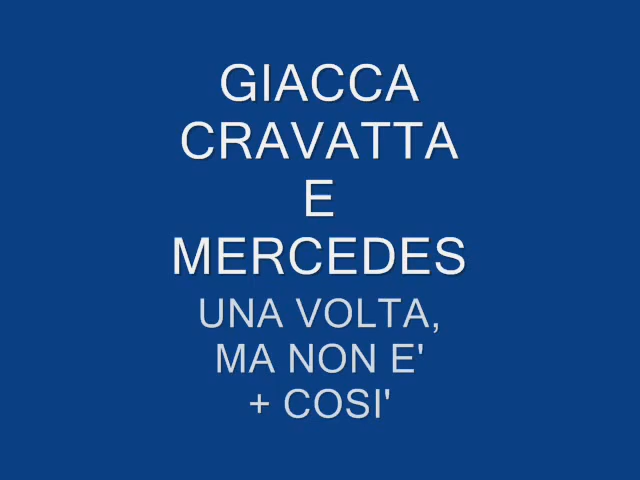 GIACCA
CRAVATTA
E
MERCEDES
UNA VOLTA,
MA NON E'
+ COSI'